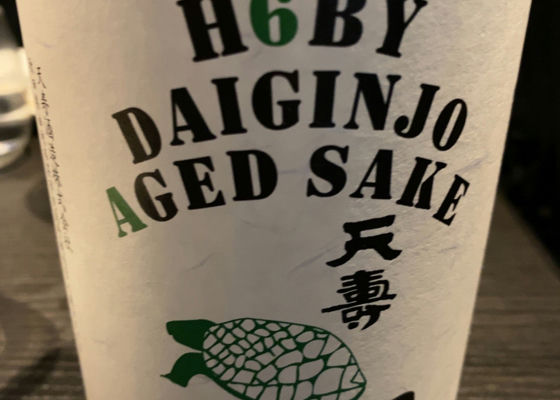 H6BY
DAIGINJO
AGED SAKE
天壽